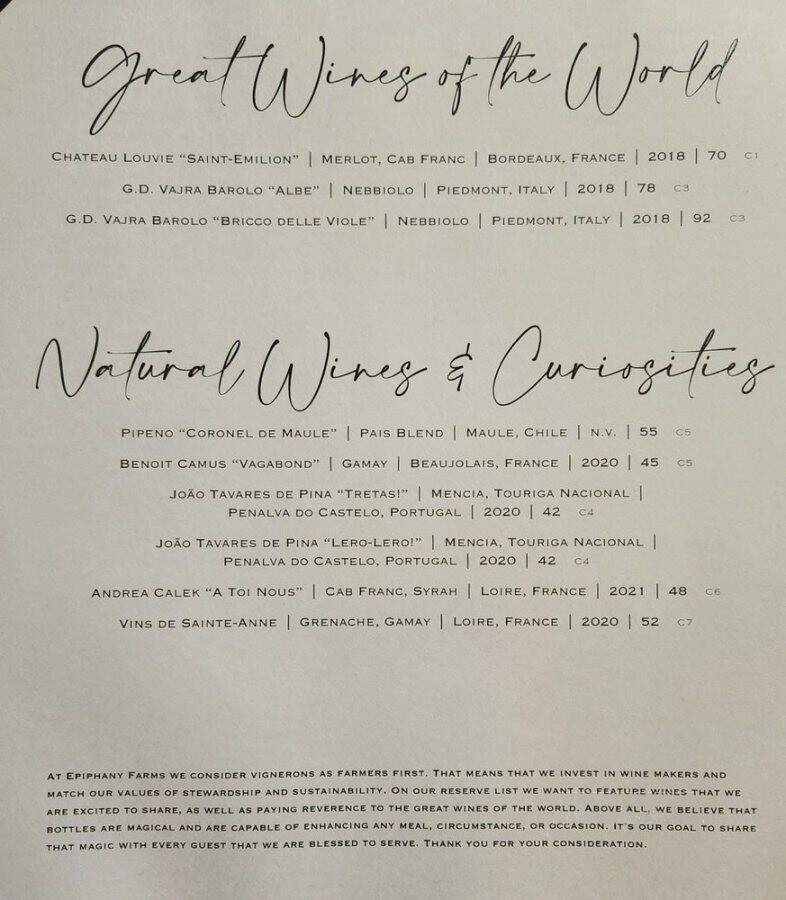 Great Wines of the World
Chateau Louvie “Saint-Emilion” | Merlot, Cab Franc | Bordeaux, France | 2018 | 70 C1
G.D. Vajra Barolo “Albe” | Nebbiolo | Piedmont, Italy | 2018 | 78 C3
G.D. Vajra Barolo “Bricco delle Viole” | Nebbiolo | Piedmont, Italy | 2018 | 92 C3
Natural Wines & Curiosities
Pipeno “Coronel de Maule” | Pais Blend | Maule, Chile | N.V. | 55 C5
Benoit Camus “Vagabond” | Gamay | Beaujolais, France | 2020 | 45 C5
João Tavares de Pina “Tretas!” | Mencia, Touriga Nacional |
Penalva do Castelo, Portugal | 2020 | 42 C4
João Tavares de Pina “Lero-Lero!” | Mencia, Touriga Nacional |
Penalva do Castelo, Portugal | 2020 | 42 C4
Andrea Calek “A Toi Nous” | Cab Franc, Syrah | Loire, France | 2021 | 48 C6
Vins de Sainte-Anne | Grenache, Gamay | Loire, France | 2020 | 52 C7
At Epiphany Farms we consider vignerons as farmers first. That means that we invest in wine makers and
match our values of stewardship and sustainability. On our reserve list we want to feature wines that we
are excited to share, as well as paying reverence to the great wines of the world. Above all, we believe that
bottles are magical and are capable of enhancing any meal, circumstance, or occasion. It's our goal to share
that magic with every guest that we are blessed to serve. Thank you for your consideration.